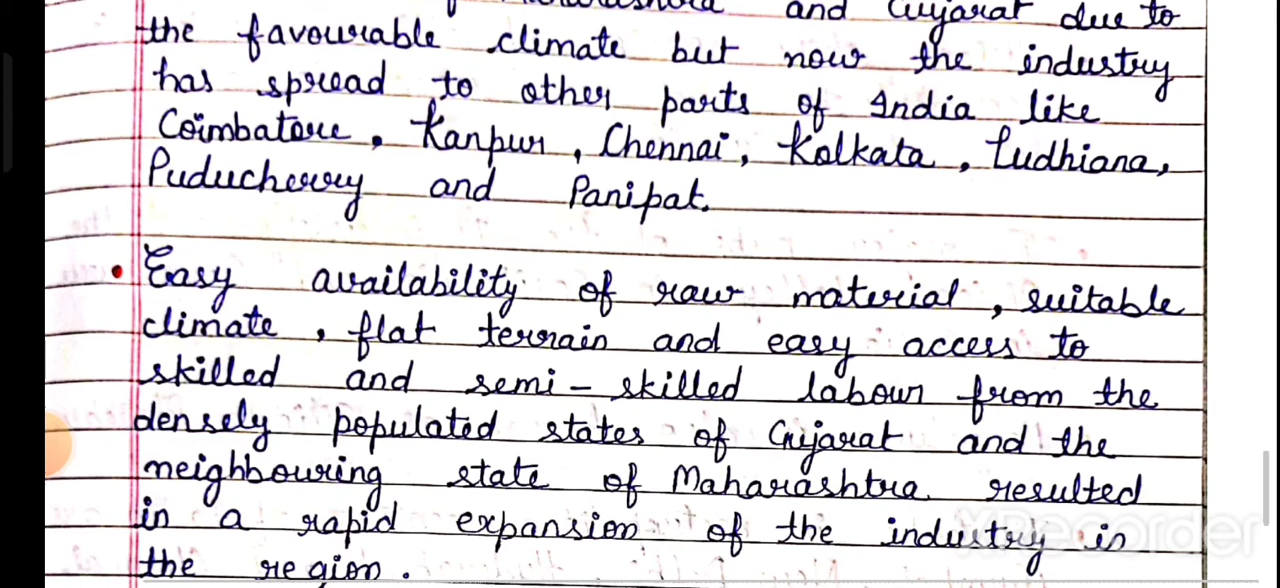 and Gujarat due to
the favourable climate but now the industry
has spread to other parts of India like
Coimbatore, Kanpur, Chennai, Kolkata, Ludhiana,
Puducherry and Panipat.
• Easy availability of raw material, suitable
climate, flat terrain and easy access to
skilled and semi-skilled labour from the
densely populated states of Gujarat and the
neighbouring state of Maharashtra resulted
in a rapid expansion of the industry in
the region.
XRecorder